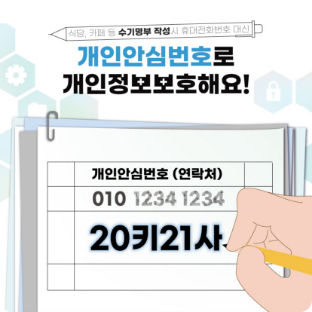 식당, 카페 등 수기명부 작성시 휴대전화번호 대신
개인안심번호로
개인정보보호해요!
개인안심번호 (연락처)
010 1234 1234
20키21사